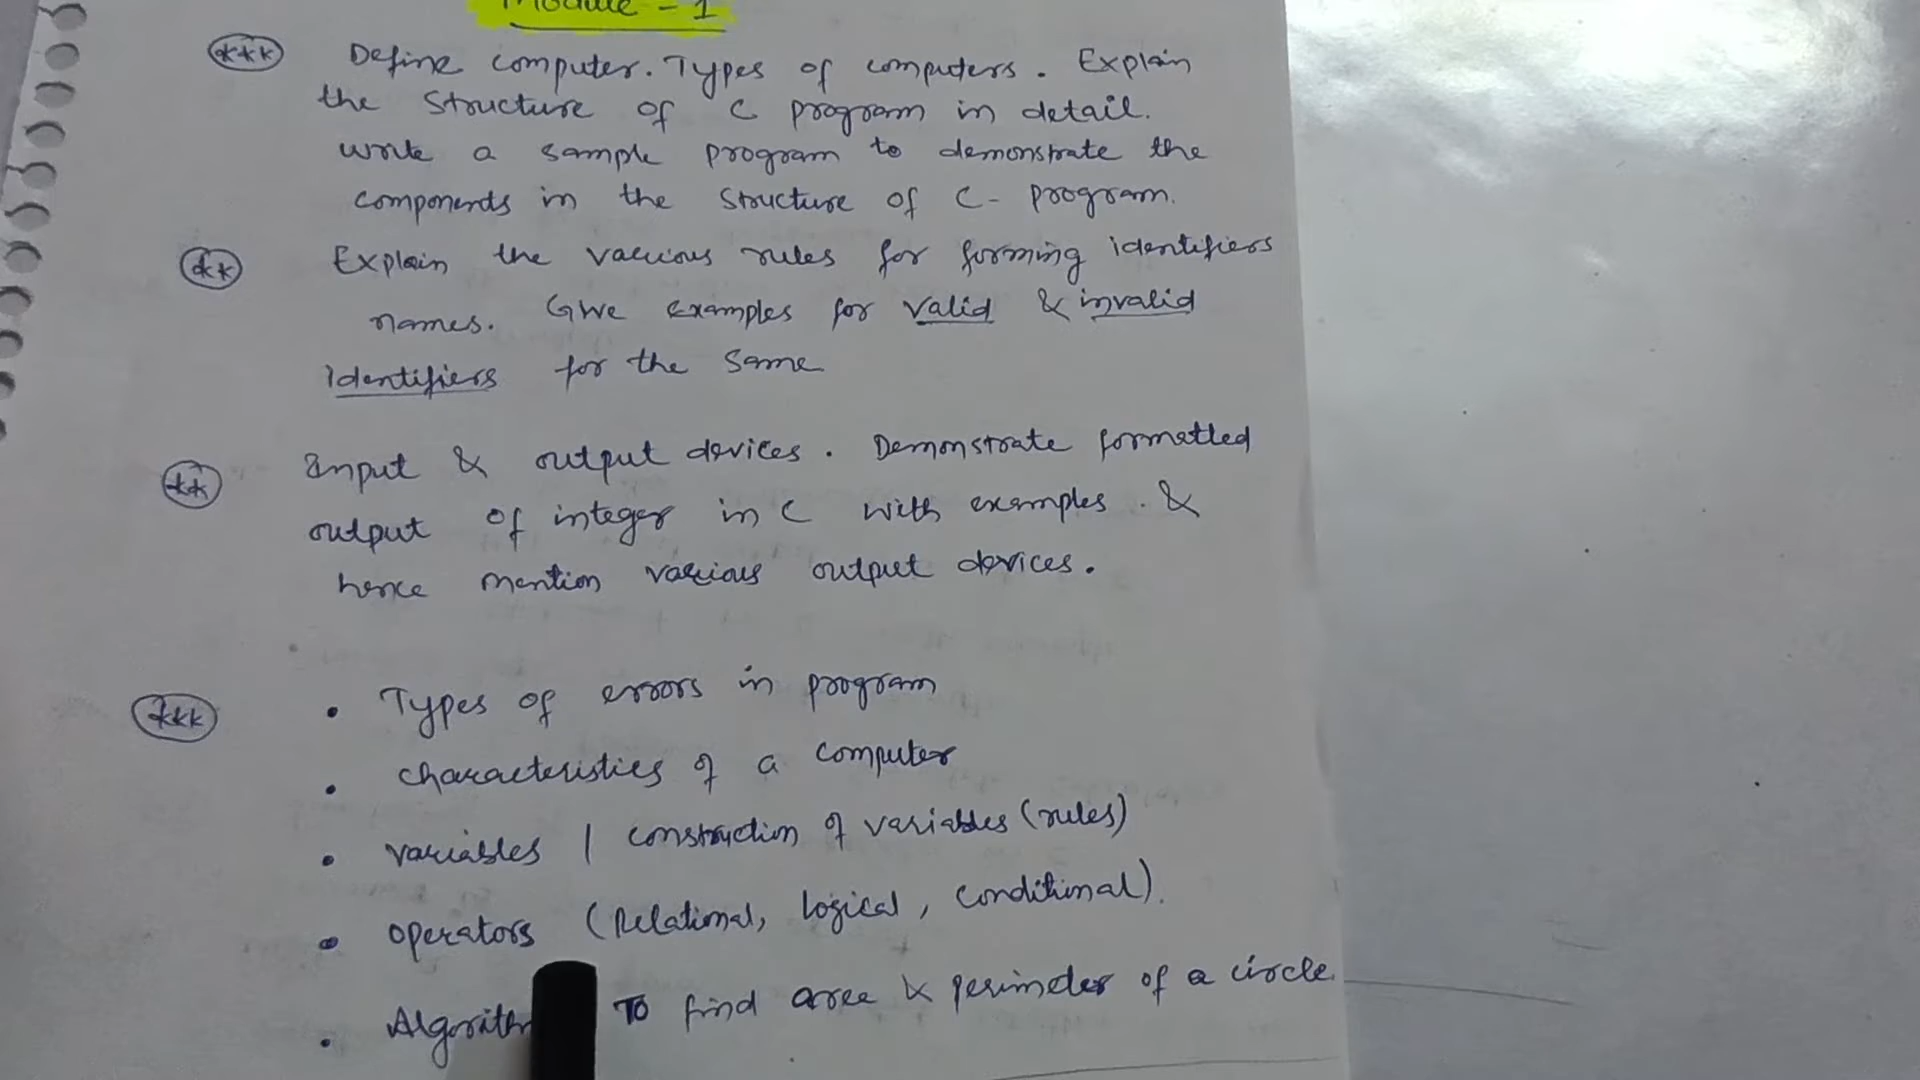 Module - 1
*** Define computer. Types of computers. Explain
the structure of C program in detail.
write a sample program to demonstrate the
components in the structure of C- program.
** Explain the various rules for forming identifiers
names. Give examples for valid & invalid
identifiers for the same
** Input & output devices. Demonstrate formatted
output of integer in C with examples. &
hence mention various output devices.
*** • Types of errors in program
• characteristics of a computer
• variables | construction of variables (rules)
• operators (Relational, logical, conditional).
• Algorith To find area & perimeter of a circle.